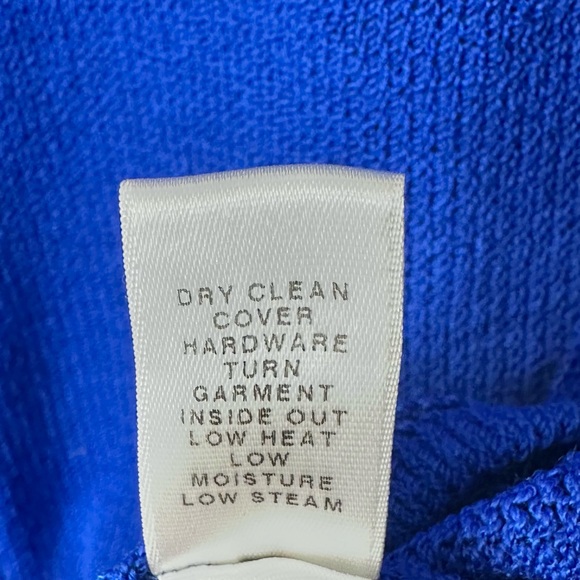 DRY CLEAN
COVER
HARDWARE
TURN
GARMENT
INSIDE OUT
LOW HEAT
LOW
MOISTURE
LOW STEAM